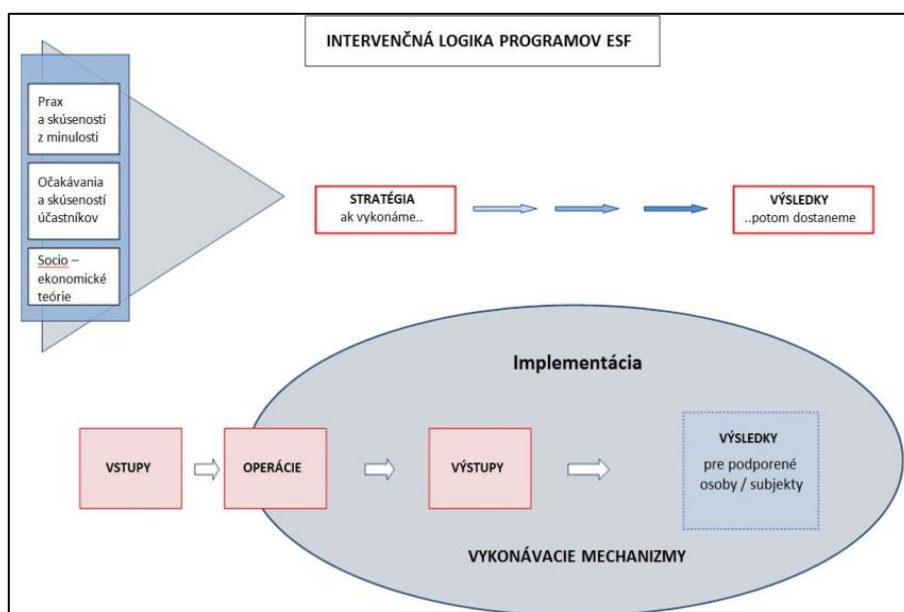 INTERVENČNÁ LOGIKA PROGRAMOV ESF
Prax
a skúsenosti
z minulosti
Očakávania
a skúseností
účastníkov
Socio –
ekonomické
teórie
STRATÉGIA
ak vykonáme..
VÝSLEDKY
..potom dostaneme
Implementácia
VSTUPY
OPERÁCIE
VÝSTUPY
VÝSLEDKY
pre podporené
osoby / subjekty
VYKONÁVACIE MECHANIZMY